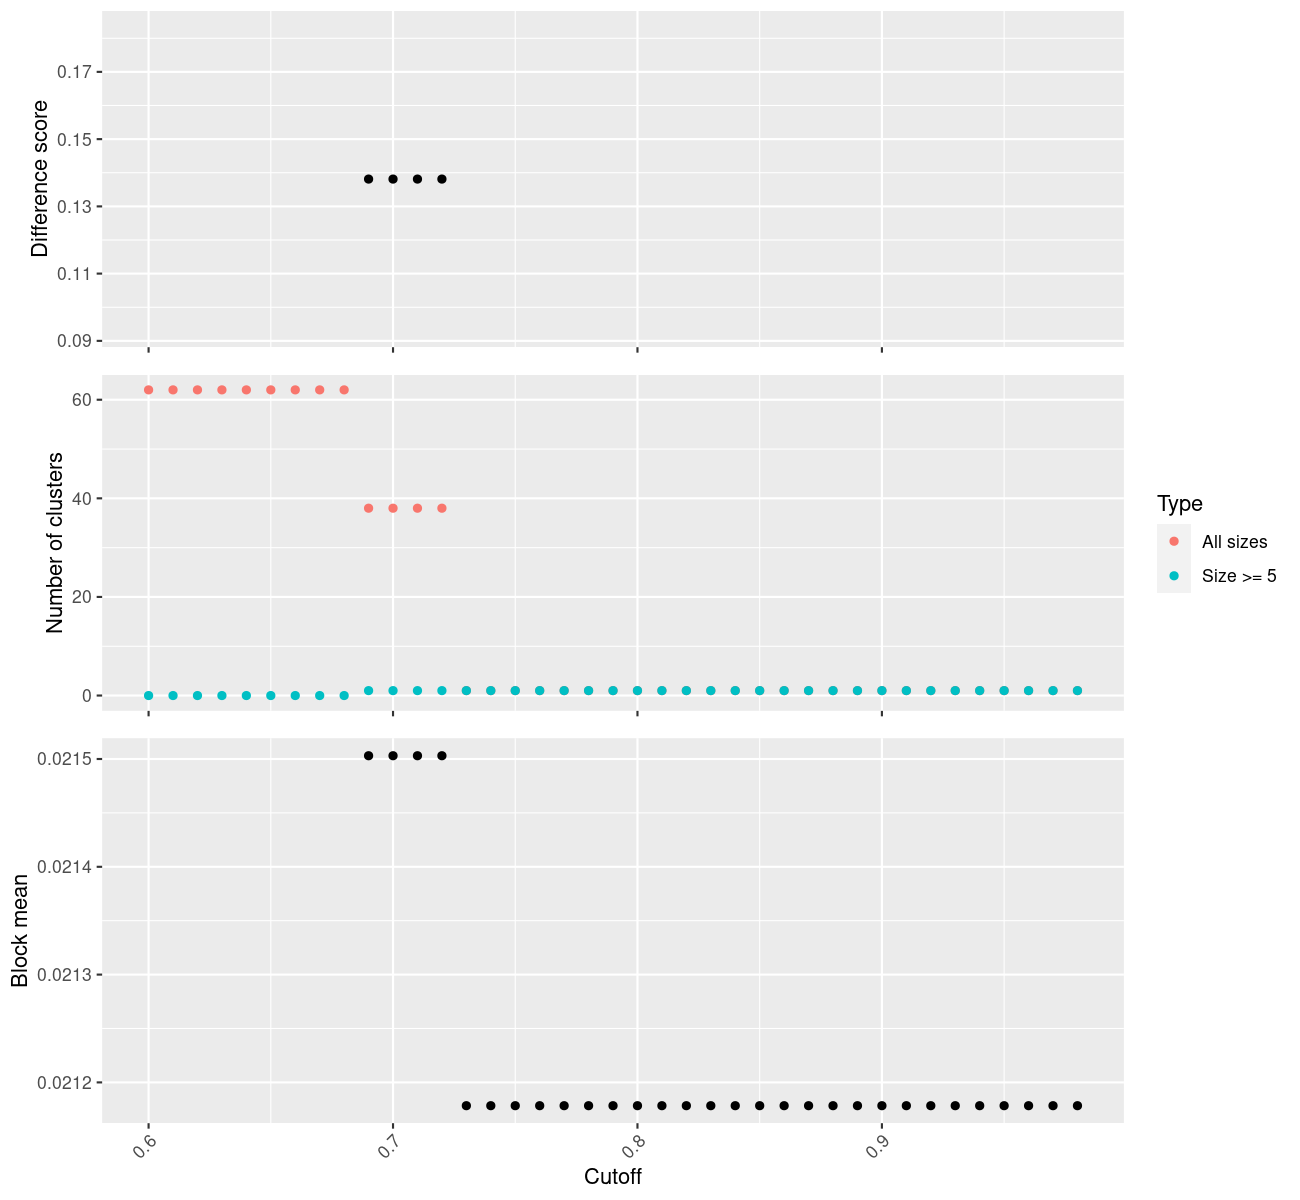 Difference score
0.17
0.15
0.13
0.11
0.09
Number of clusters
60
40
20
0
Type
All sizes
Size >= 5
Block mean
0.0215
0.0214
0.0213
0.0212
0.6
0.7
0.8
0.9
Cutoff